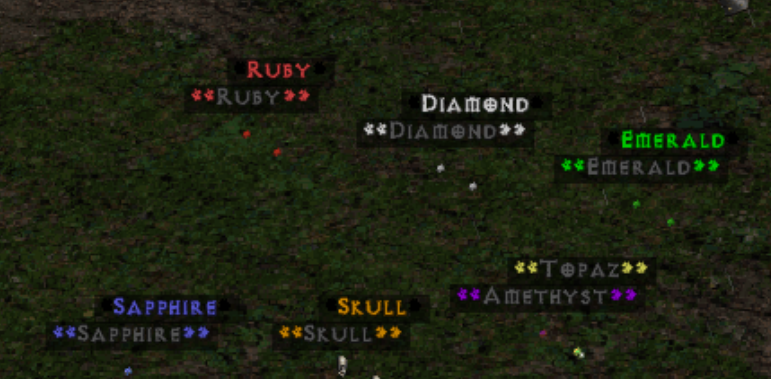 Ruby
**Ruby**
Diamond
**Diamond**
Emerald
**Emerald**
**Topaz**
**Amethyst**
Sapphire
**Sapphire**
Skull
**Skull**